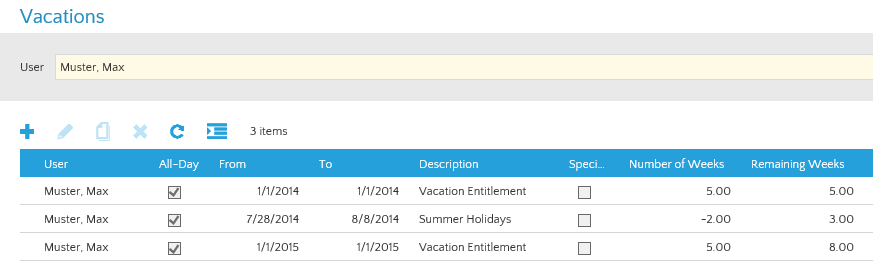 Vacations
User Muster, Max
3 items
User All-Day From To Description Speci... Number of Weeks Remaining Weeks
Muster, Max 1/1/2014 1/1/2014 Vacation Entitlement 5.00 5.00
Muster, Max 7/28/2014 8/8/2014 Summer Holidays -2.00 3.00
Muster, Max 1/1/2015 1/1/2015 Vacation Entitlement 5.00 8.00